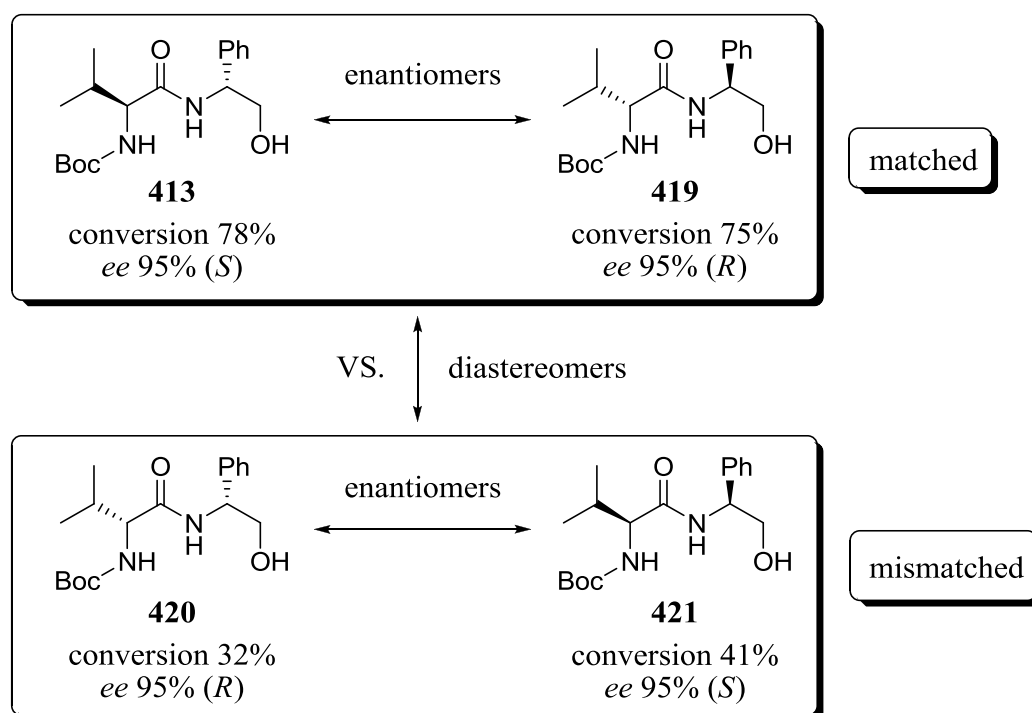 O Ph
N
H
NH OH
Boc
413
conversion 78%
ee 95% (S)
enantiomers
O Ph
N
H
NH OH
Boc
419
conversion 75%
ee 95% (R)
matched
VS. diastereomers
O Ph
N
H
NH OH
Boc
420
conversion 32%
ee 95% (R)
enantiomers
O Ph
N
H
NH OH
Boc
421
conversion 41%
ee 95% (S)
mismatched